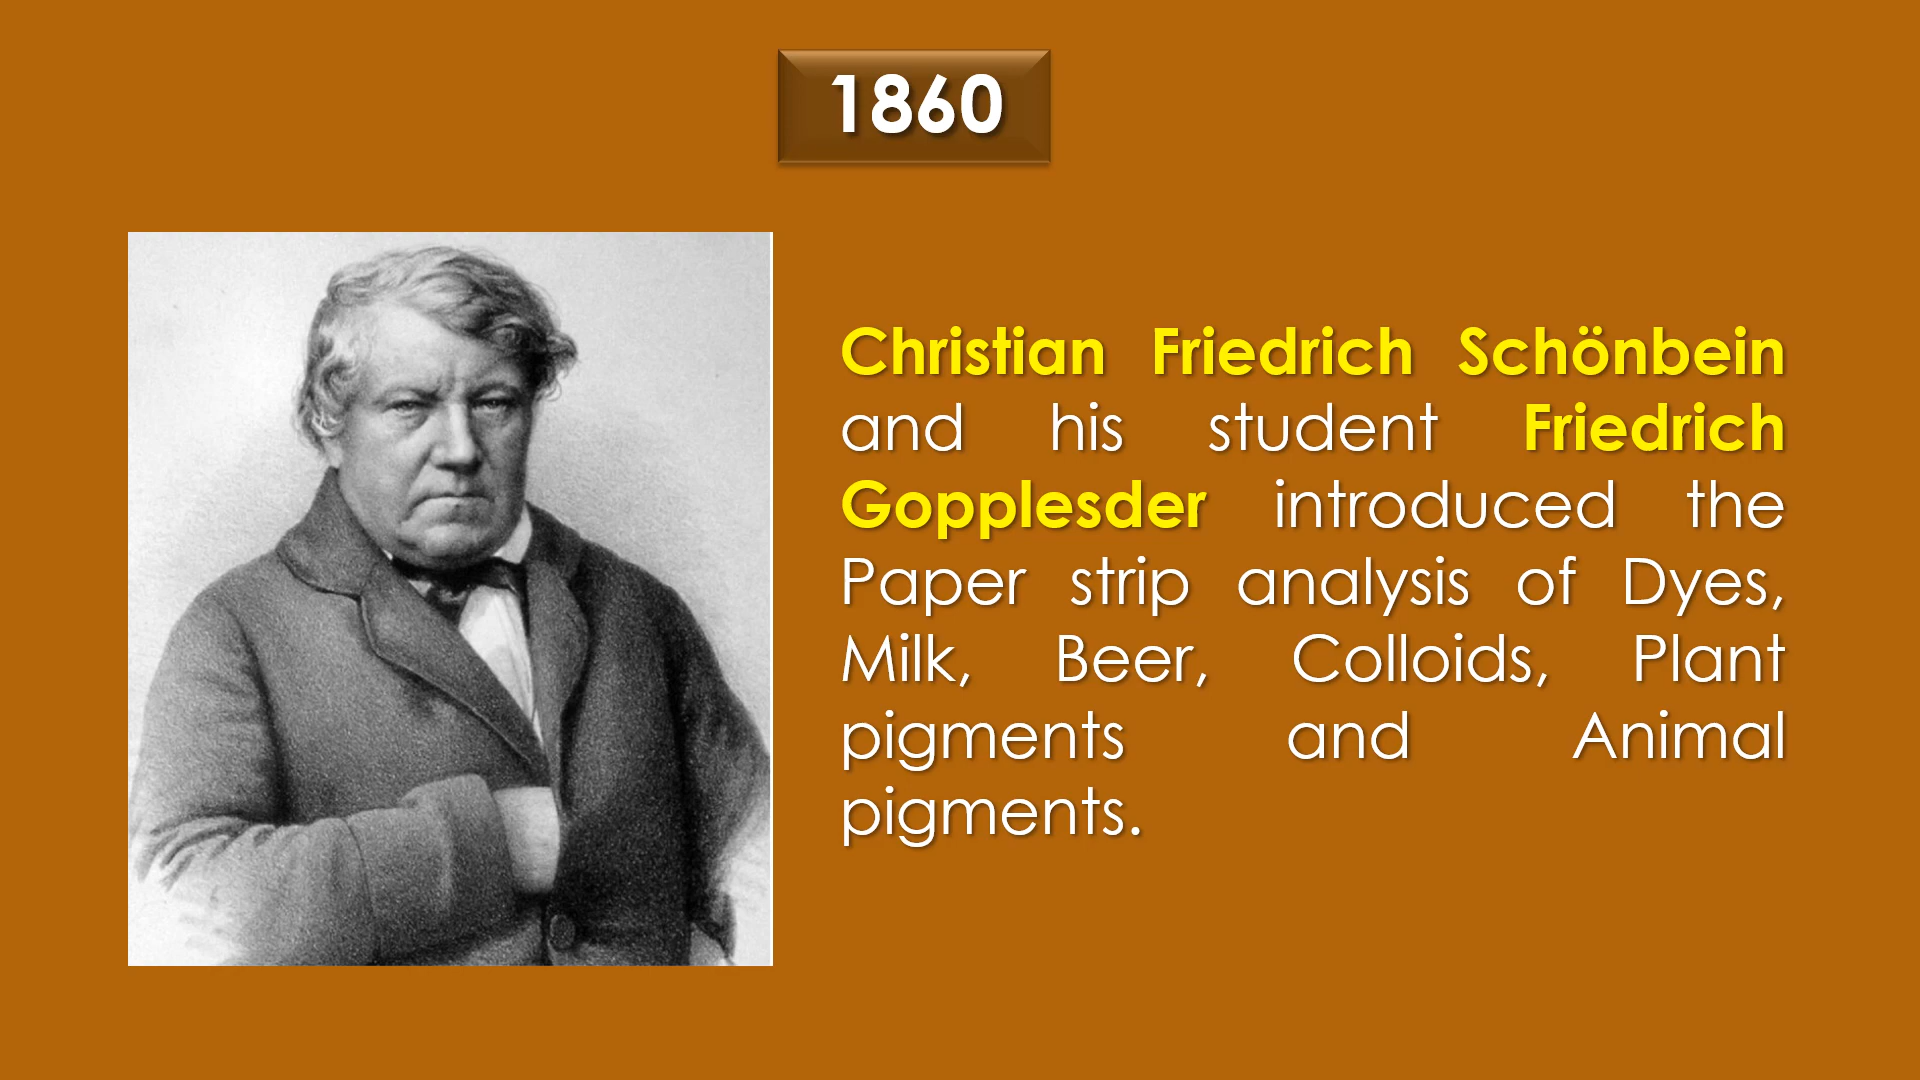 1860
Christian Friedrich Schönbein
and his student Friedrich
Gopplesder introduced the
Paper strip analysis of Dyes,
Milk, Beer, Colloids, Plant
pigments and Animal
pigments.